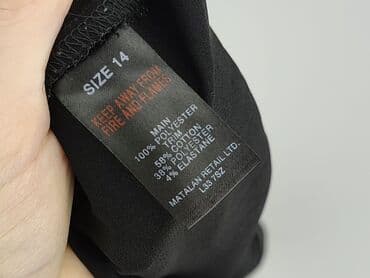 SIZE 14
KEEP AWAY FROM
FIRE AND FLAMES
MAIN
100% POLYESTER
TRIM
58% COTTON
38% POLYESTER
4% ELASTANE
MATALAN RETAIL LTD.
L33 7SZ